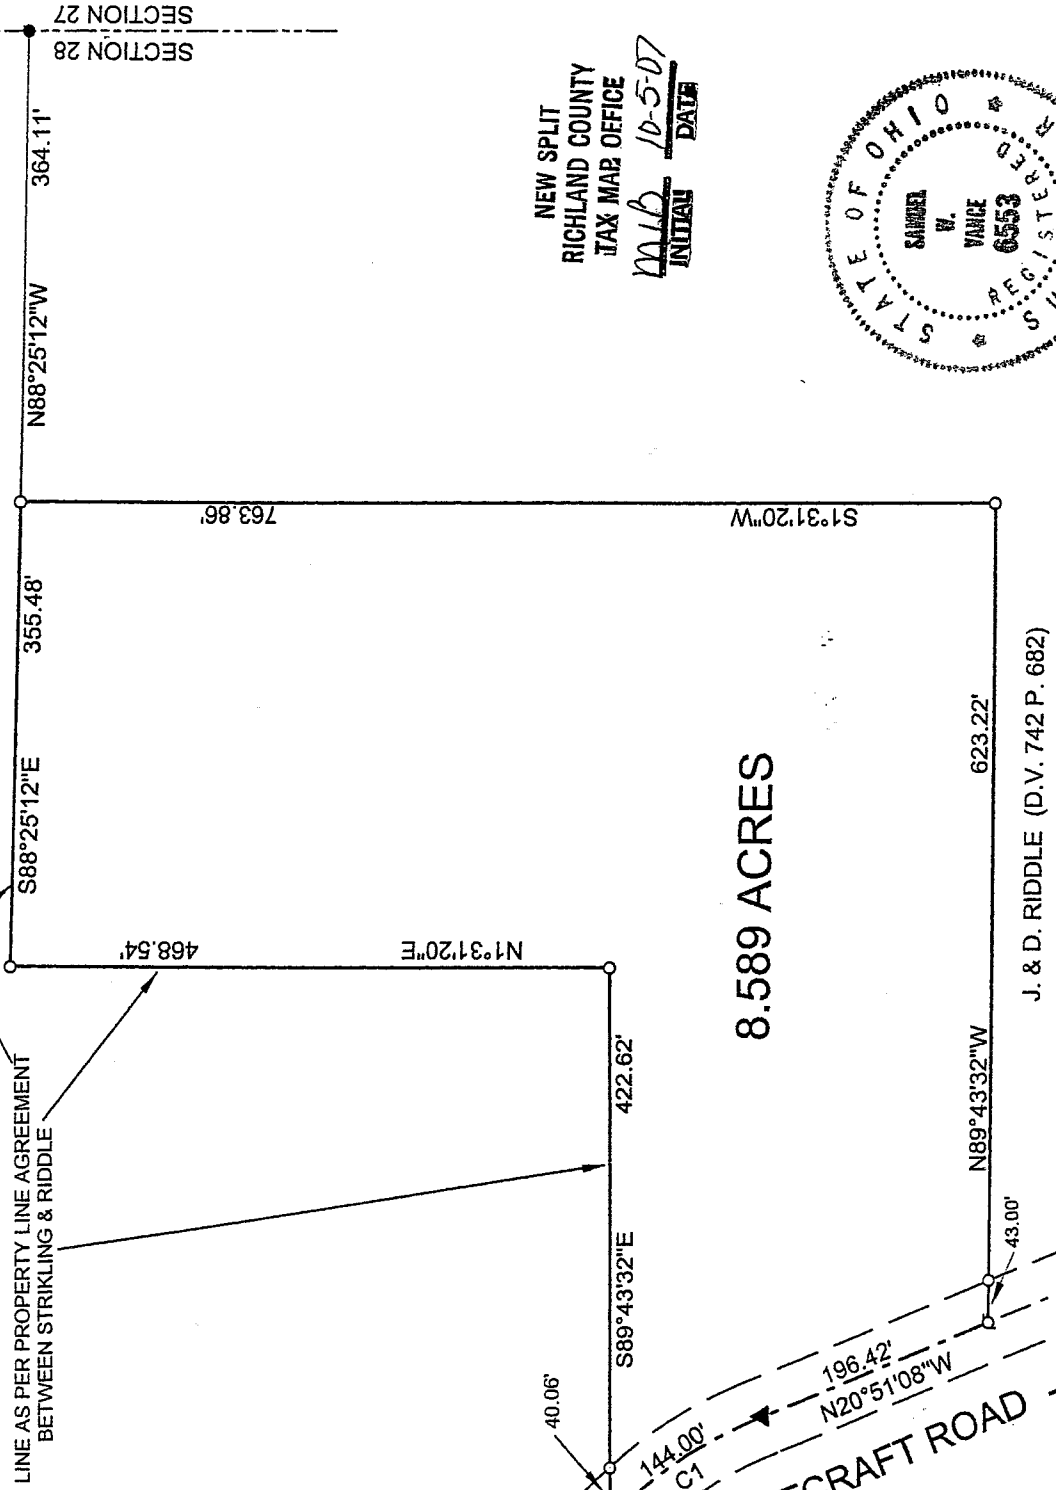 SECTION 27
SECTION 28
364.11'
N88°25'12"W
NEW SPLIT
RICHLAND COUNTY
TAX MAP OFFICE
10-5-07
INITIAL
DATE
STATE OF OHIO
SAMUEL
W.
VANCE
6553
REGISTERED
355.48'
S88°25'12"E
763.86'
S1°31'20"W
468.54'
N1°31'20"E
LINE AS PER PROPERTY LINE AGREEMENT
BETWEEN STRIKLING & RIDDLE
422.62'
S89°43'32"E
40.06'
8.589 ACRES
623.22'
N89°43'32"W
43.00'
J. & D. RIDDLE (D.V. 742 P. 682)
196.42'
N20°51'08"W
144.00'
C1
ECRAFT ROAD